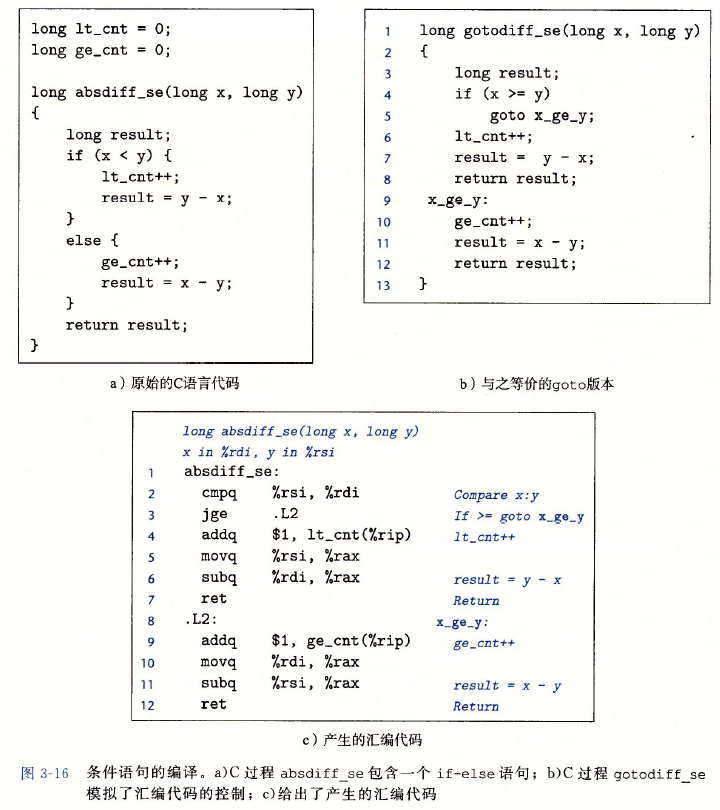 long lt_cnt = 0;
long ge_cnt = 0;
long absdiff_se(long x, long y)
{
    long result;
    if (x < y) {
        lt_cnt++;
        result = y - x;
    }
    else {
        ge_cnt++;
        result = x - y;
    }
    return result;
}
a）原始的C语言代码
1 long gotodiff_se(long x, long y)
2 {
3     long result;
4     if (x >= y)
5         goto x_ge_y;
6     lt_cnt++;
7     result =  y - x;
8     return result;
9  x_ge_y:
10     ge_cnt++;
11     result = x - y;
12     return result;
13 }
b）与之等价的goto版本
long absdiff_se(long x, long y)
x in %rdi, y in %rsi
1 absdiff_se:
2   cmpq    %rsi, %rdi    Compare x:y
3   jge     .L2    If >= goto x_ge_y
4   addq    $1, lt_cnt(%rip)    lt_cnt++
5   movq    %rsi, %rax
6   subq    %rdi, %rax    result = y - x
7   ret    Return
8 .L2:    x_ge_y:
9   addq    $1, ge_cnt(%rip)    ge_cnt++
10   movq    %rdi, %rax
11   subq    %rsi, %rax    result = x - y
12   ret    Return
c）产生的汇编代码
图 3-16 条件语句的编译。a)C 过程 absdiff_se 包含一个 if-else 语句；b)C 过程 gotodiff_se
模拟了汇编代码的控制；c)给出了产生的汇编代码